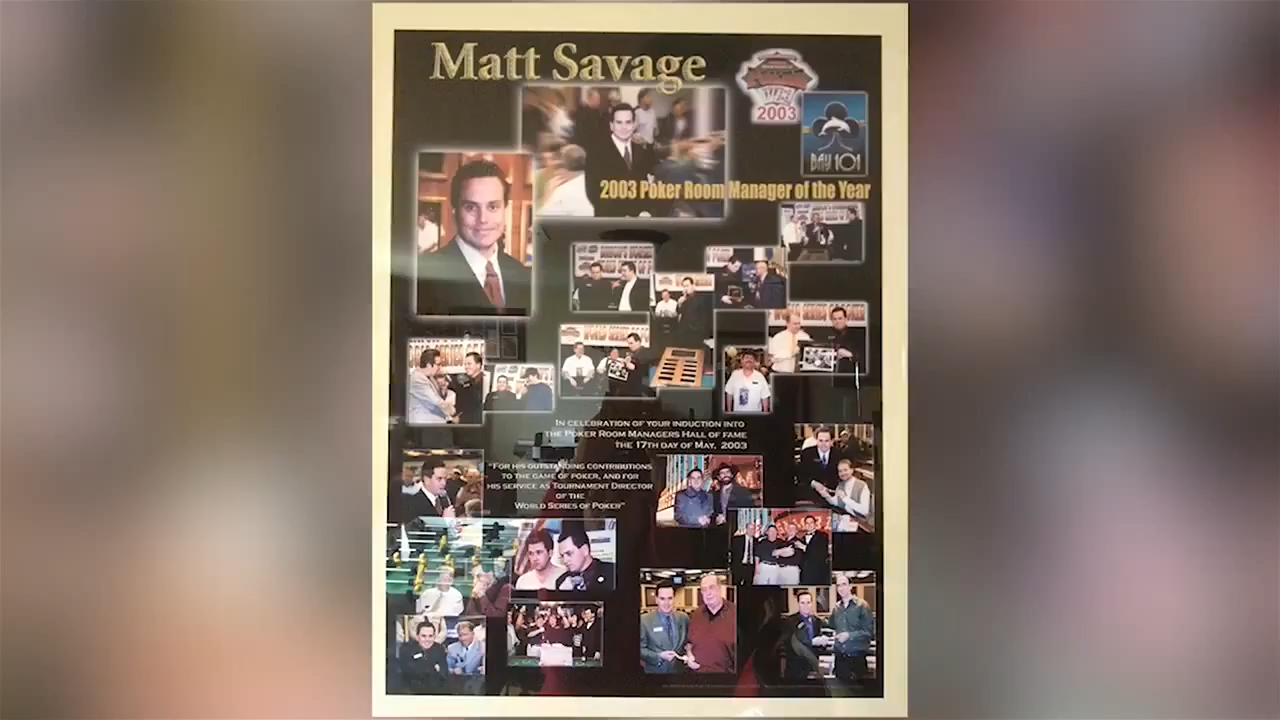 Matt Savage
2003
BAY 101
2003 Poker Room Manager of the Year
IN CELEBRATION OF YOUR INDUCTION INTO
THE POKER ROOM MANAGERS HALL OF FAME
THE 17TH DAY OF MAY, 2003
"FOR HIS OUTSTANDING CONTRIBUTIONS
TO THE GAME OF POKER, AND FOR
HIS SERVICE AS TOURNAMENT DIRECTOR
OF THE
WORLD SERIES OF POKER"